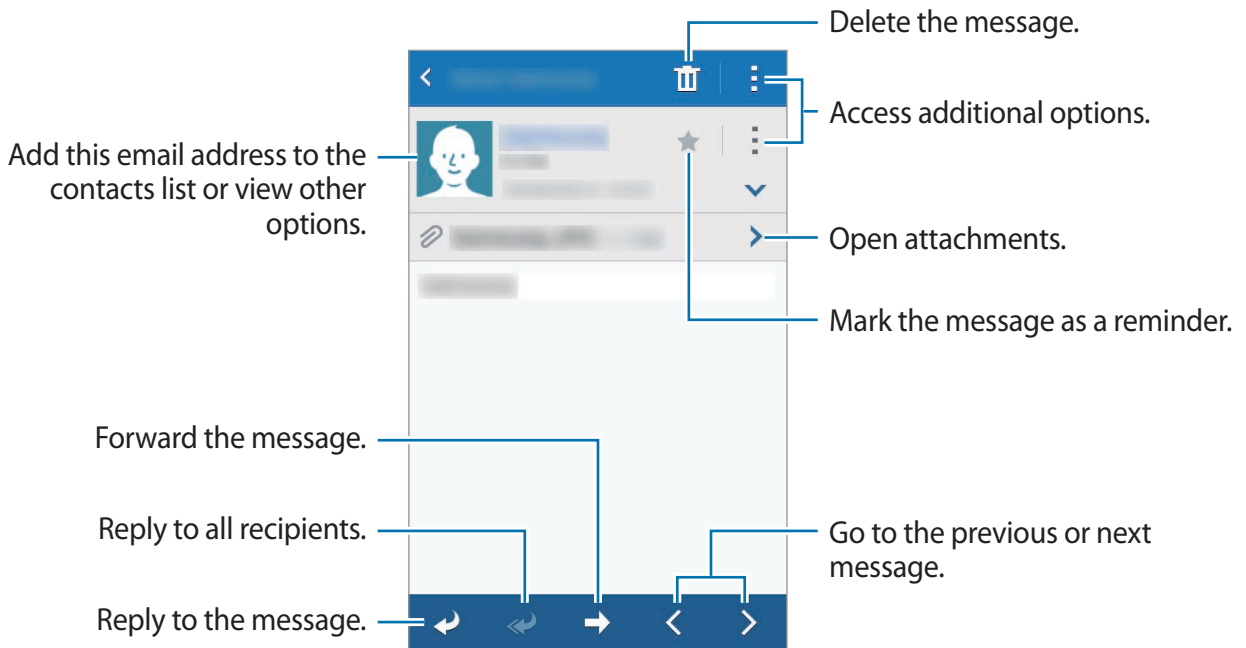 Delete the message.
Access additional options.
Add this email address to the
contacts list or view other
options.
Open attachments.
Mark the message as a reminder.
Forward the message.
Reply to all recipients.
Go to the previous or next
message.
Reply to the message.